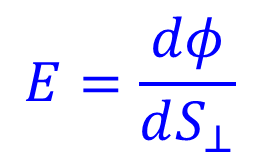 E = dϕ / dS⊥